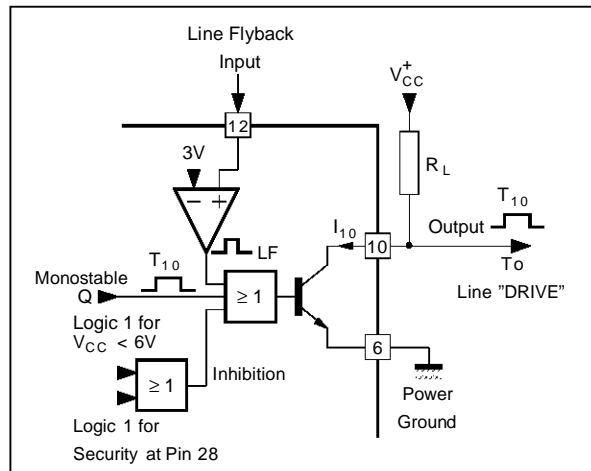 Line Flyback
Input
V+CC
12
3V
− +
RL
T10
I10
10
Output
LF
T10
Monostable
Q
≥ 1
To
Line "DRIVE"
Logic 1 for
VCC < 6V
6
≥ 1
Inhibition
Power
Ground
Logic 1 for
Security at Pin 28